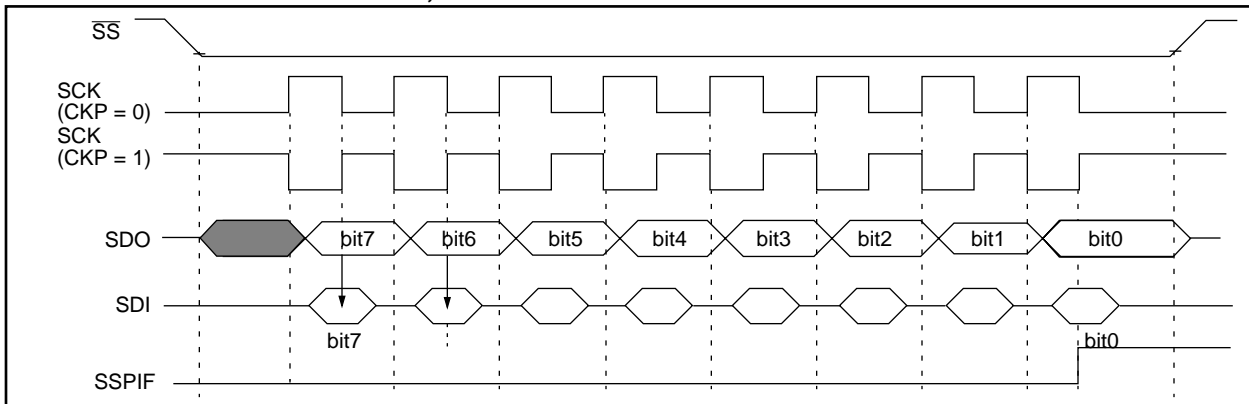 SS
SCK
(CKP = 0)
SCK
(CKP = 1)
SDO bit7 bit6 bit5 bit4 bit3 bit2 bit1 bit0
SDI
bit7 bit0
SSPIF